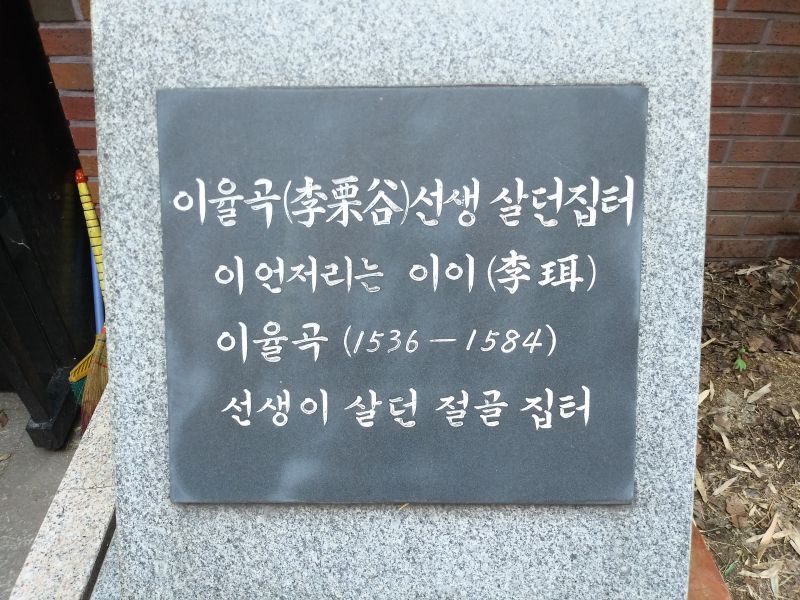 이율곡(李栗谷)선생 살던집터
이 언저리는 이이(李珥)
이율곡 (1536-1584)
선생이 살던 절골 집터